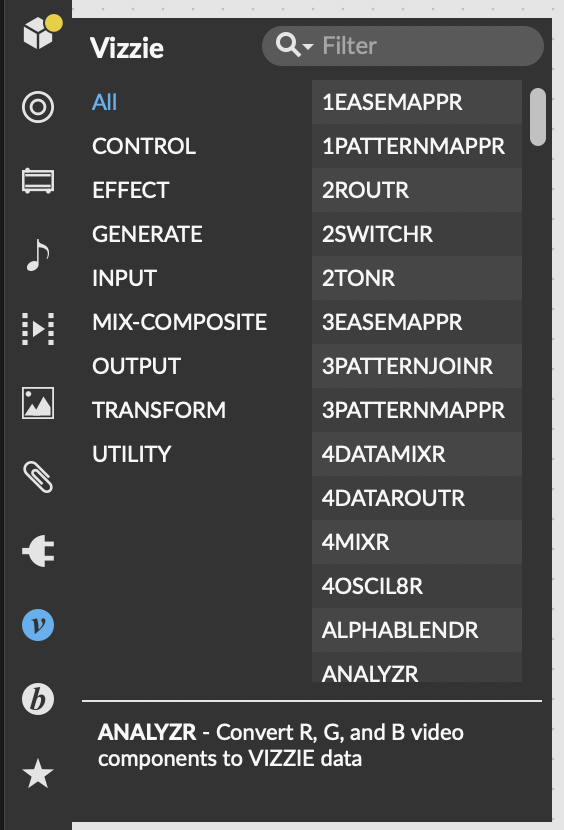 Vizzie
Filter
All
CONTROL
EFFECT
GENERATE
INPUT
MIX-COMPOSITE
OUTPUT
TRANSFORM
UTILITY
1EASEMAPPR
1PATTERNMAPPR
2ROUTR
2SWITCHR
2TONR
3EASEMAPPR
3PATTERNJOINR
3PATTERNMAPPR
4DATAMIXR
4DATAROUTR
4MIXR
4OSCIL8R
ALPHABLENDR
ANALYZR
v
b
ANALYZR - Convert R, G, and B video
components to VIZZIE data